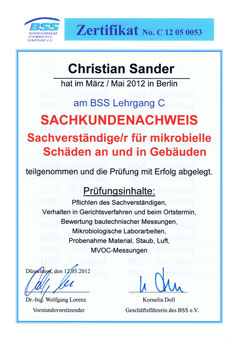 BSS
Zertifikat No. C 12 05 0053
Christian Sander
hat im März / Mai 2012 in Berlin
am BSS Lehrgang C
SACHKUNDENACHWEIS
Sachverständige/r für mikrobielle
Schäden an und in Gebäuden
teilgenommen und die Prüfung mit Erfolg abgelegt.
Prüfungsinhalte:
Pflichten des Sachverständigen,
Verhalten in Gerichtsverfahren und beim Ortstermin,
Bewertung bautechnischer Messungen,
Mikrobiologische Laborarbeiten,
Probenahme Material, Staub, Luft,
MVOC-Messungen
Düsseldorf, den 12.05.2012
Dr.-Ing. Wolfgang Lorenz
Kornelia Doll
Vorstandsvorsitzender
Geschäftsführerin des BSS e.V.